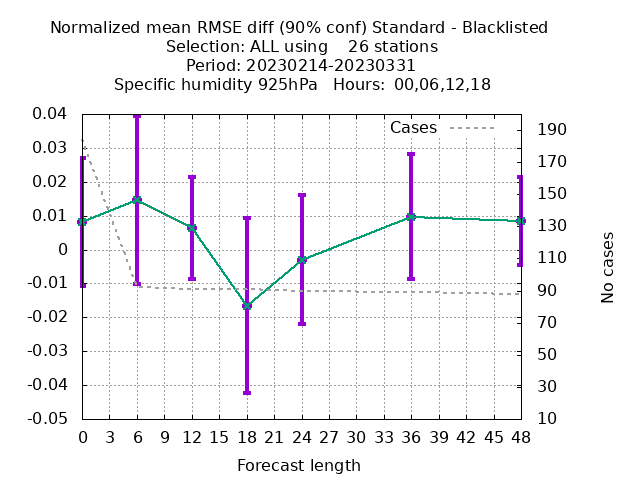 Normalized mean RMSE diff (90% conf) Standard - Blacklisted
Selection: ALL using    26 stations
Period: 20230214-20230331
Specific humidity 925hPa   Hours: 00,06,12,18
Cases
0.04
0.03
0.02
0.01
0
-0.01
-0.02
-0.03
-0.04
-0.05
190
170
150
130
110
90
70
50
30
10
No cases
0 3 6 9 12 15 18 21 24 27 30 33 36 39 42 45 48
Forecast length